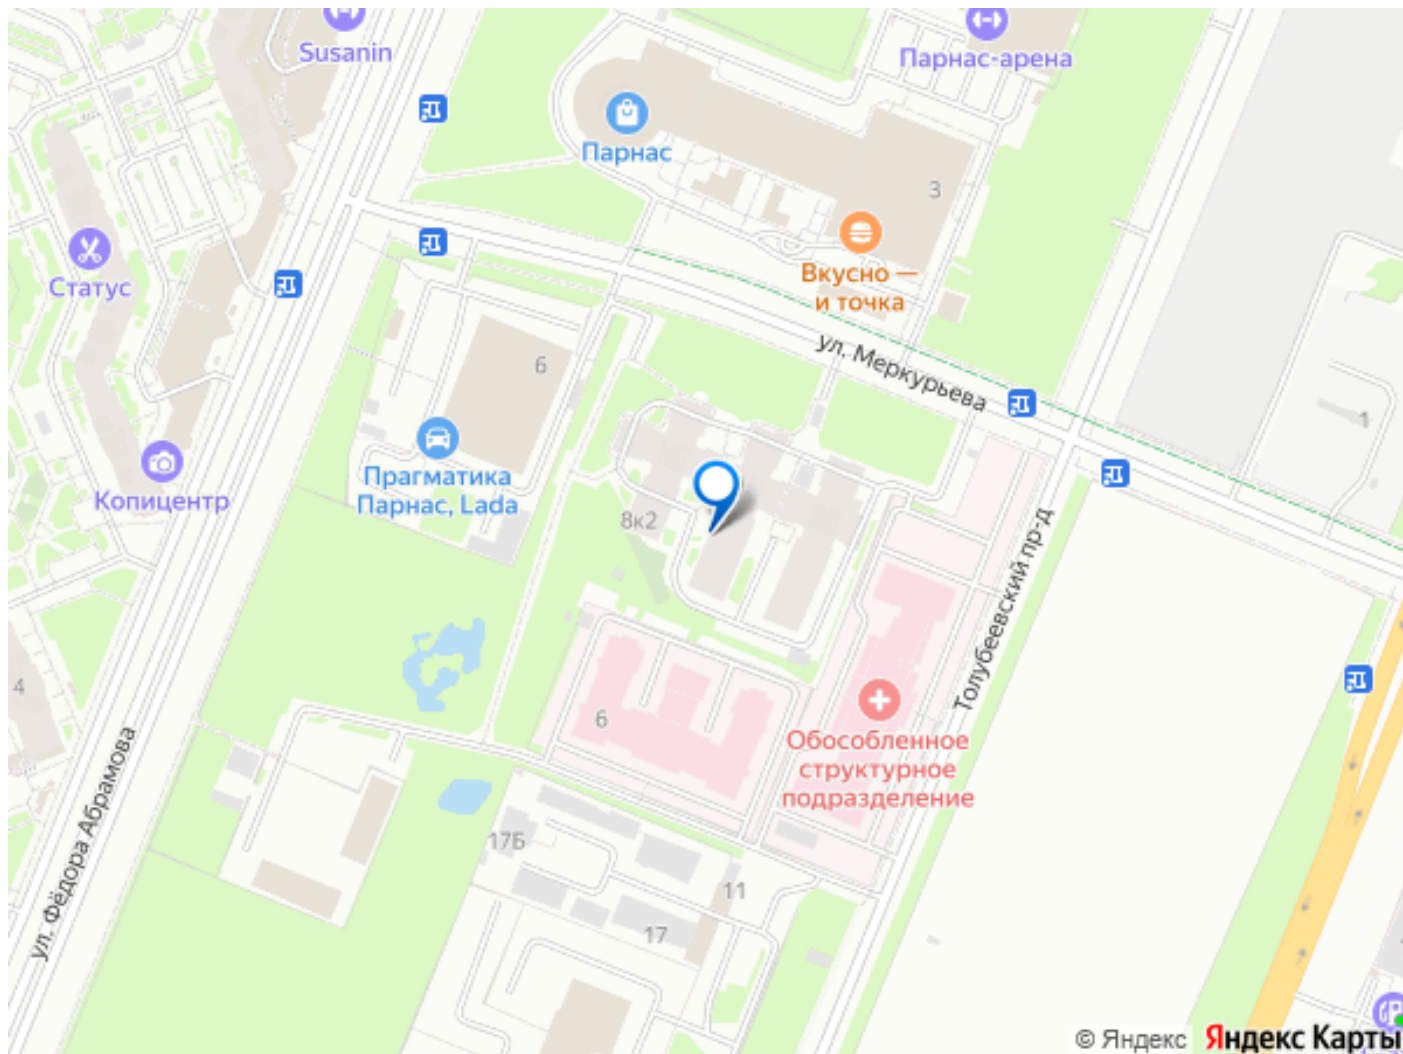 Susanin
Парнас-арена
Парнас
3
Статус
Вкусно —
и точка
ул. Меркурьева
6
1
Прагматика
Парнас, Lada
Копицентр
8к2
Толубеевский пр-д
4
6
Обособленное
структурное
подразделение
ул. Фёдора Абрамова
17Б
11
17
© Яндекс Яндекс Карты